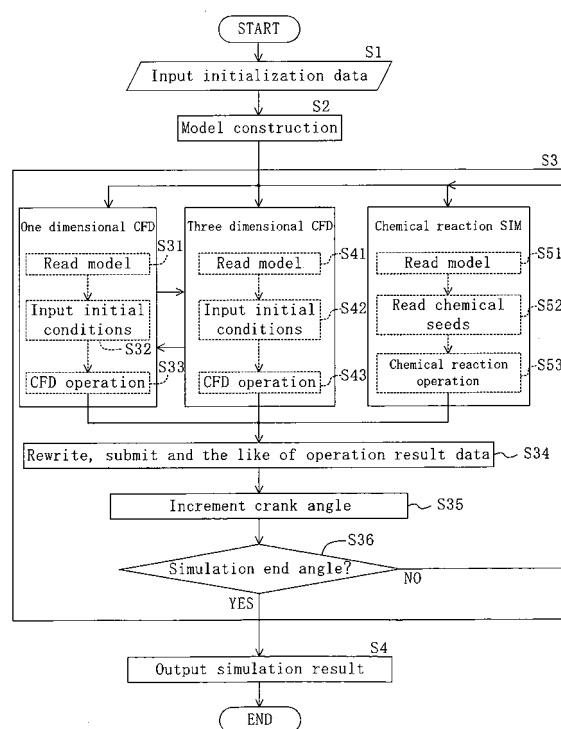 START
S1
Input initialization data
S2
Model construction
S3
One dimensional CFD
S31
Read model
Input initial
conditions
S32
S33
CFD operation
Three dimensional CFD
S41
Read model
S42
Input initial
conditions
S43
CFD operation
Chemical reaction SIM
S51
Read model
S52
Read chemical
seeds
S53
Chemical reaction
operation
Rewrite, submit and the like of operation result data
S34
Increment crank angle
S35
S36
Simulation end angle?
NO
YES
S4
Output simulation result
END